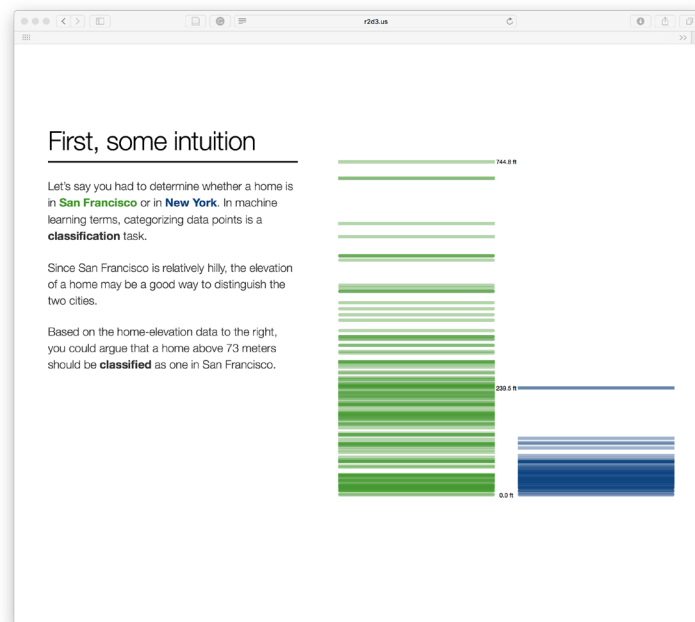 r2d3.us
First, some intuition
Let's say you had to determine whether a home is
in San Francisco or in New York. In machine
learning terms, categorizing data points is a
classification task.
Since San Francisco is relatively hilly, the elevation
of a home may be a good way to distinguish the
two cities.
Based on the home-elevation data to the right,
you could argue that a home above 73 meters
should be classified as one in San Francisco.
744.8 ft
239.5 ft
0.0 ft